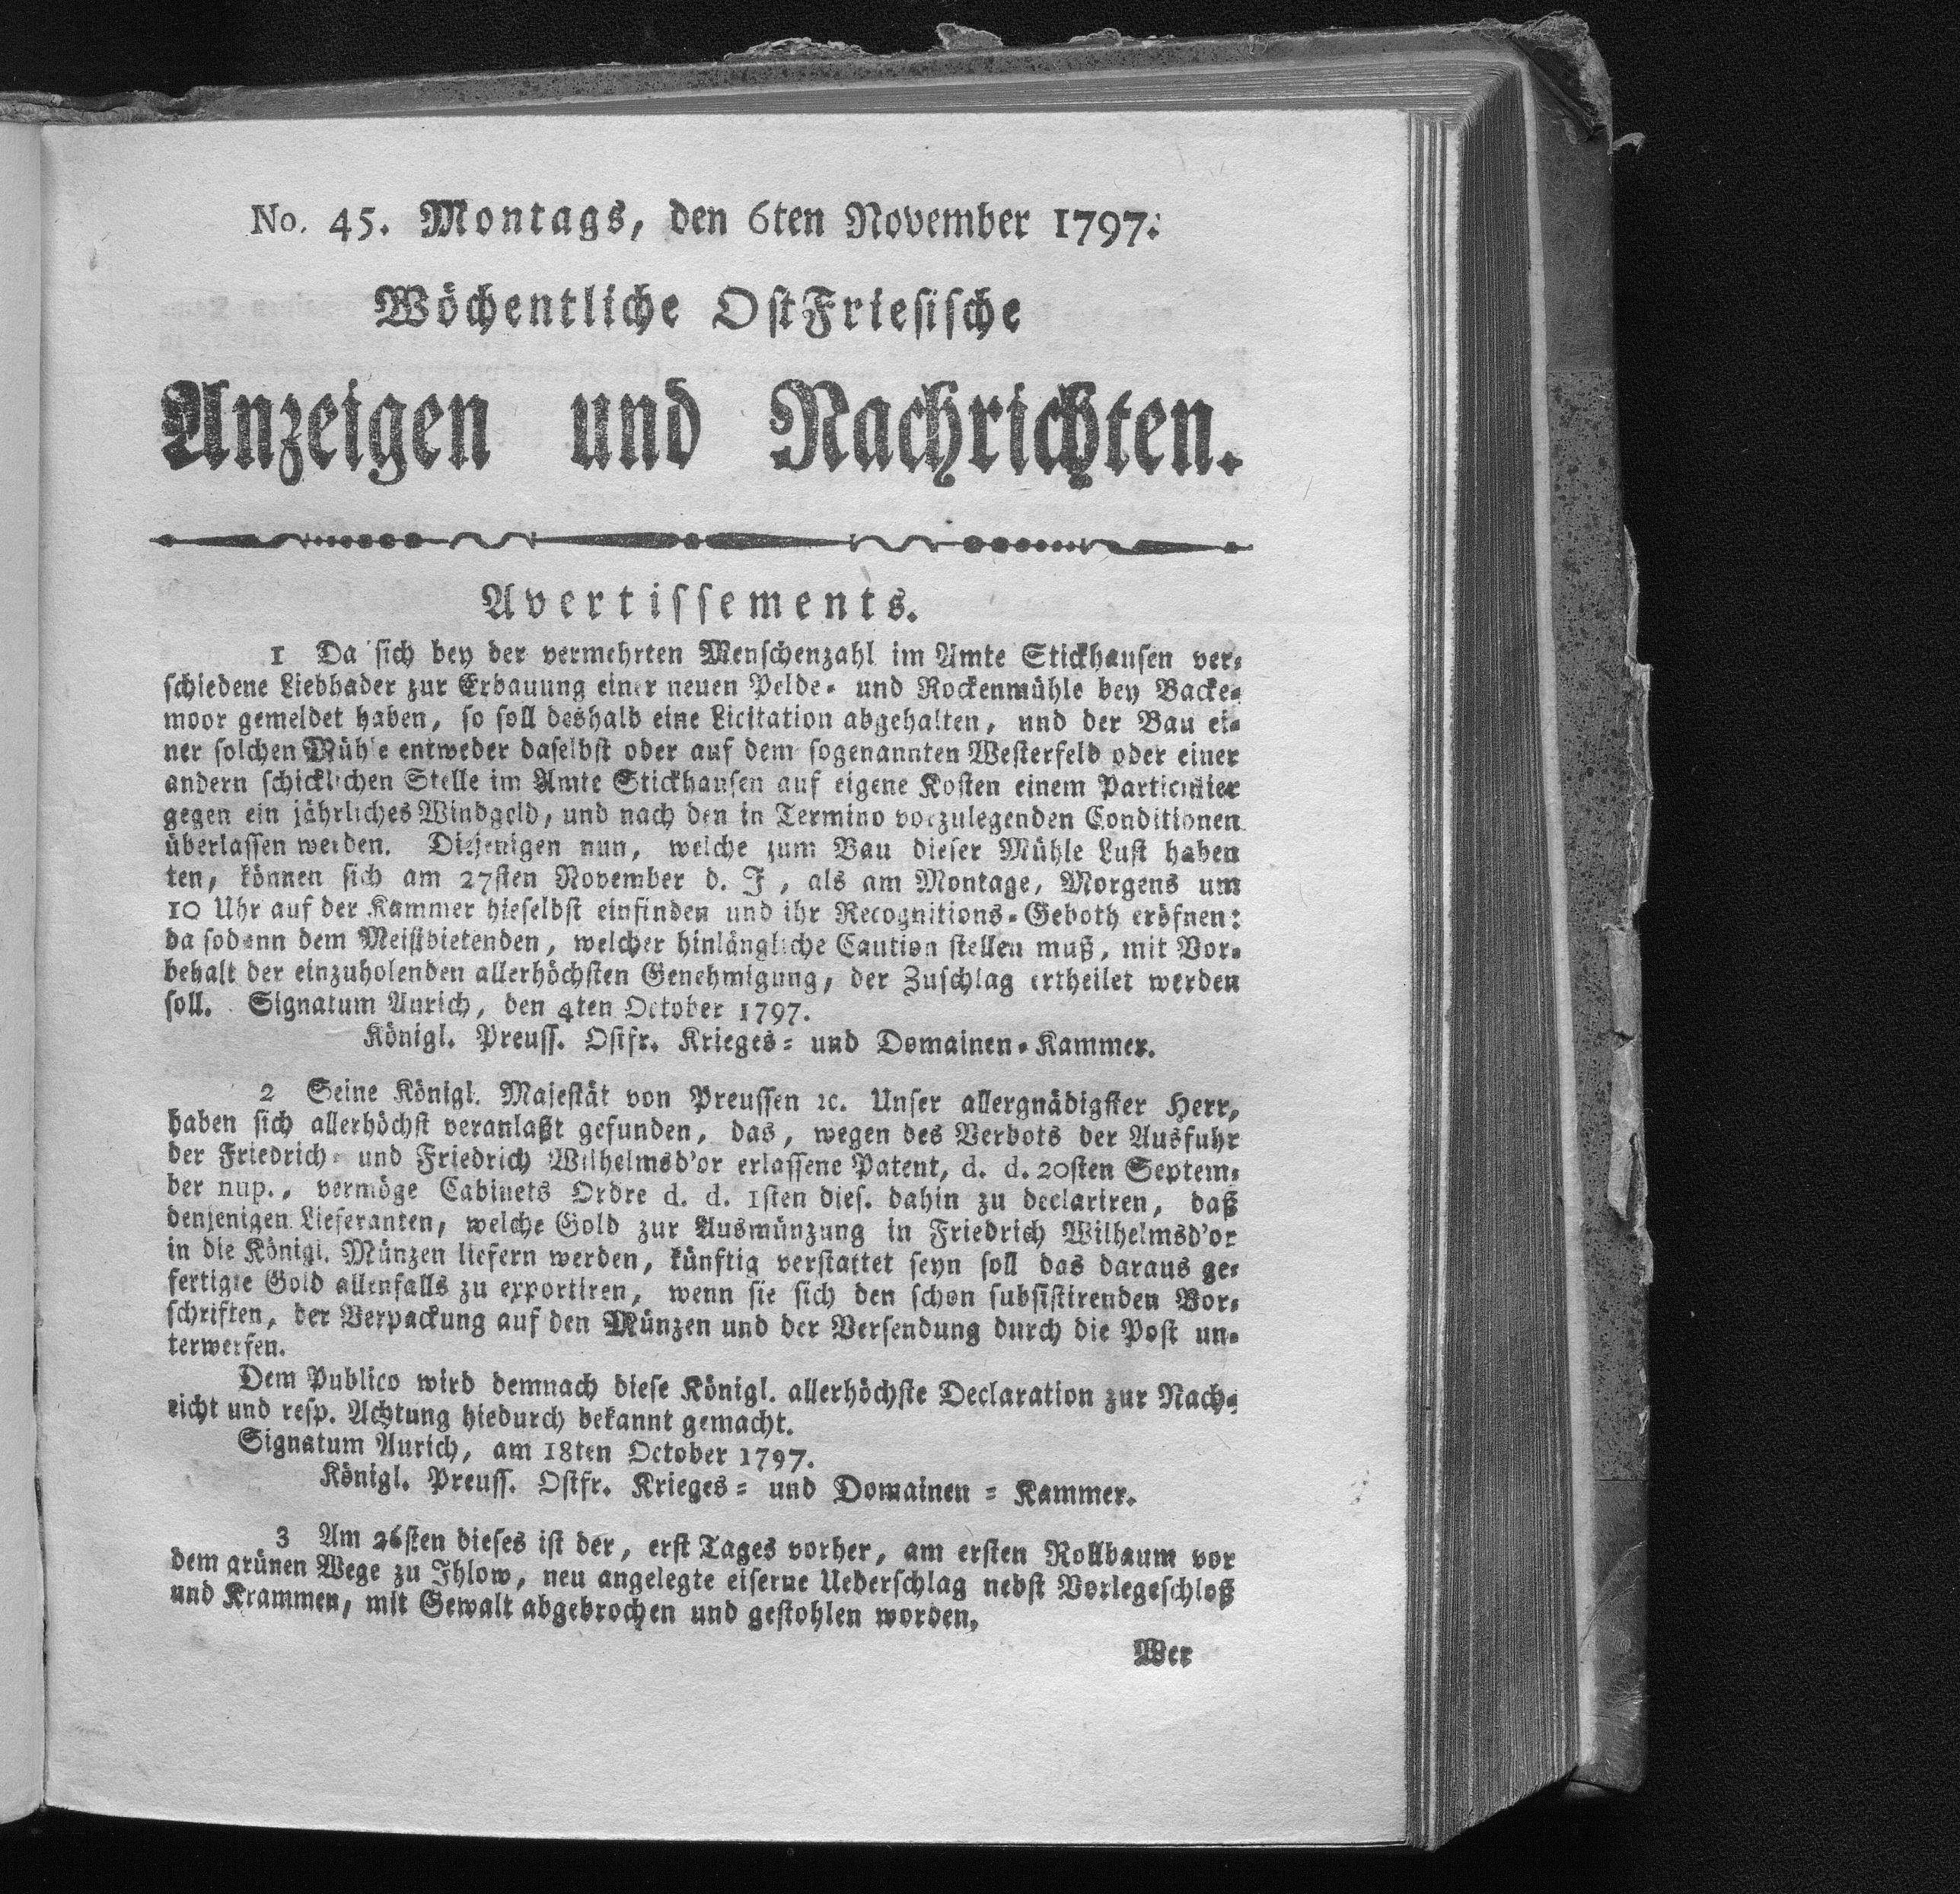 No. 45. Montags, den 6ten November 1797.
Wöchentliche OstFriesische
Anzeigen und Nachrichten.
Avertissements.
1 Da sich bey der vermehrten Menschenzahl im Amte Stickhausen ver-
schiedene Liebhaber zur Erbauung einer neuen Pelde- und Rockenmühle bey Backe-
moor gemeldet haben, so soll deshalb eine Licitation abgehalten, und der Bau ei-
ner solchen Mühle entweder daselbst oder auf dem sogenannten Westerfeld oder einer
andern schicklichen Stelle im Amte Stickhausen auf eigene Kosten einem Particulier
gegen ein jährliches Windgeld, und nach den in Termino vorzulegenden Conditionen
überlassen werden. Diejenigen nun, welche zum Bau dieser Mühle Lust haben
ten, können sich am 27sten November d. J, als am Montage, Morgens um
10 Uhr auf der Kammer hieselbst einfinden und ihr Recognitions-Geboth eröfnen:
da sodann dem Meistbietenden, welcher hinlängliche Caution stellen muß, mit Vor-
behalt der einzuholenden allerhöchsten Genehmigung, der Zuschlag ertheilet werden
soll. Signatum Aurich, den 4ten October 1797.
Königl. Preuss. Ostfr. Krieges- und Domainen-Kammer.
2 Seine Königl. Majestät von Preussen ꝛc. Unser allergnädigster Herr,
haben sich allerhöchst veranlaßt gefunden, das, wegen des Verbots der Ausfuhr
der Friedrich- und Friedrich Wilhelmsd'or erlassene Patent, d. d. 20sten Septem-
ber nup., vermöge Cabinets Ordre d. d. 1sten dies. dahin zu declariren, daß
denjenigen Lieferanten, welche Gold zur Ausmünzung in Friedrich Wilhelmsd'or
in die Königl. Münzen liefern werden, künftig verstattet seyn soll das daraus ge-
fertigte Gold allenfalls zu exportiren, wenn sie sich den schon subsistirenden Vor-
schriften, der Verpackung auf den Münzen und der Versendung durch die Post un-
terwerfen.
Dem Publico wird demnach diese Königl. allerhöchste Declaration zur Nach-
richt und resp. Achtung hiedurch bekannt gemacht.
Signatum Aurich, am 18ten October 1797.
Königl. Preuss. Ostfr. Krieges- und Domainen-Kammer.
3 Am 26sten dieses ist der, erst Tages vorher, am ersten Rollbaum vor
dem grünen Wege zu Ihlow, neu angelegte eiserne Ueberschlag nebst Vorlegeschloß
und Krammen, mit Gewalt abgebrochen und gestohlen worden.
Wer